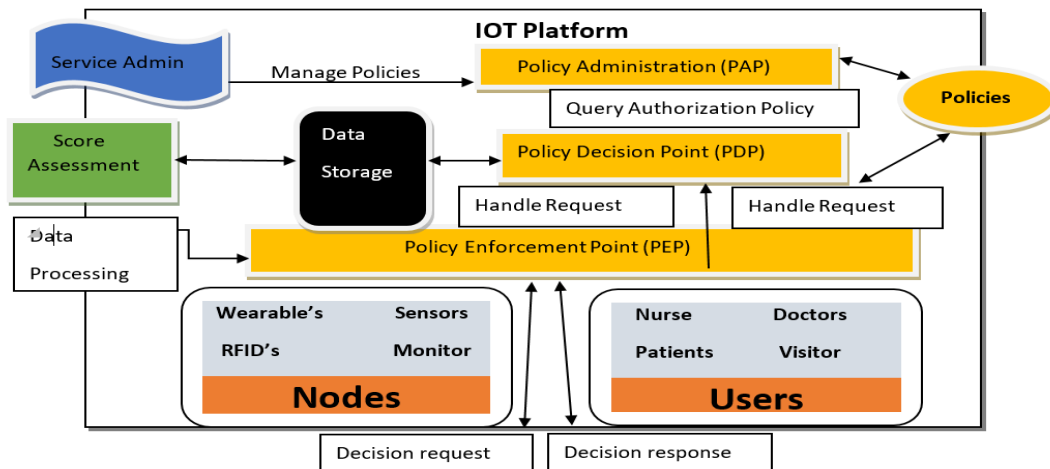 IOT Platform
Service Admin
Manage Policies
Policy Administration (PAP)
Query Authorization Policy
Policies
Score
Assessment
Data
Storage
Policy Decision Point (PDP)
Handle Request
Handle Request
Data
Processing
Policy Enforcement Point (PEP)
Wearable's Sensors
RFID's Monitor
Nodes
Nurse Doctors
Patients Visitor
Users
Decision request
Decision response